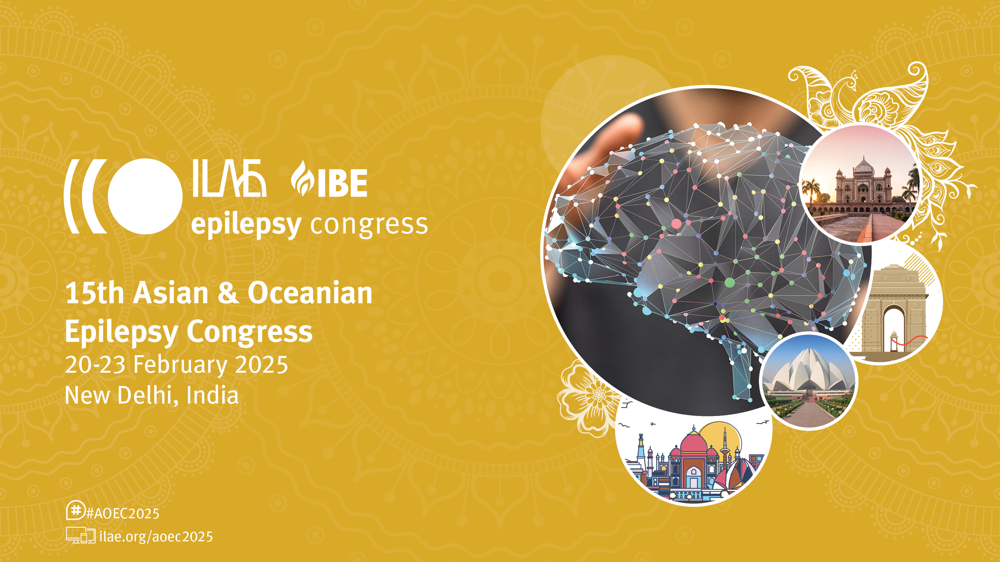 ILAE IBE
epilepsy congress
15th Asian & Oceanian
Epilepsy Congress
20-23 February 2025
New Delhi, India
# #AOEC2025
ilae.org/aoec2025